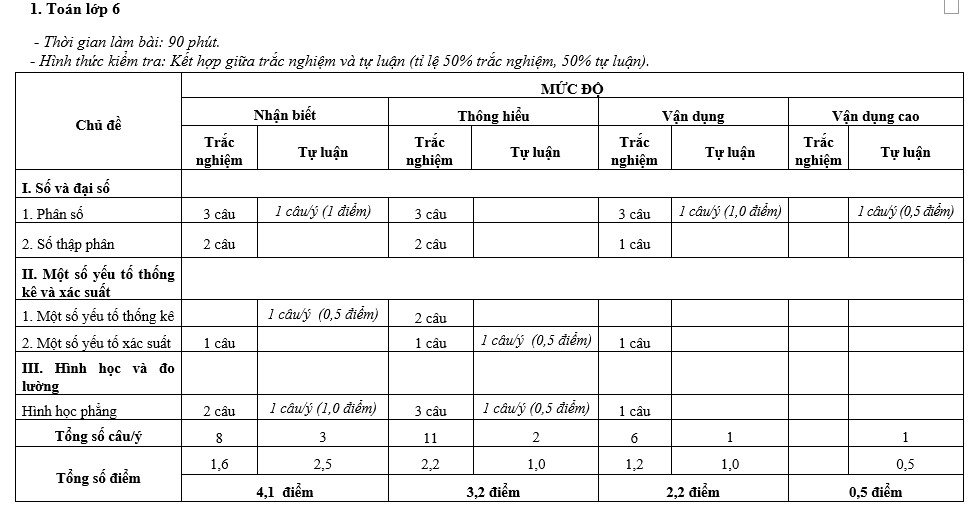 1. Toán lớp 6
- Thời gian làm bài: 90 phút.
- Hình thức kiểm tra: Kết hợp giữa trắc nghiệm và tự luận (tỉ lệ 50% trắc nghiệm, 50% tự luận).
Chủ đề
MỨC ĐỘ
Nhận biết Thông hiểu Vận dụng Vận dụng cao
Trắc nghiệm Tự luận Trắc nghiệm Tự luận Trắc nghiệm Tự luận Trắc nghiệm Tự luận
I. Số và đại số
1. Phân số 3 câu 1 câu/ý (1 điểm) 3 câu 3 câu 1 câu/ý (1,0 điểm) 1 câu/ý (0,5 điểm)
2. Số thập phân 2 câu 2 câu 1 câu
II. Một số yếu tố thống
kê và xác suất
1. Một số yếu tố thống kê 1 câu/ý (0,5 điểm) 2 câu
2. Một số yếu tố xác suất 1 câu 1 câu 1 câu/ý (0,5 điểm) 1 câu
III. Hình học và đo
lường
Hình học phẳng 2 câu 1 câu/ý (1,0 điểm) 3 câu 1 câu/ý (0,5 điểm) 1 câu
Tổng số câu/ý 8 3 11 2 6 1 1
Tổng số điểm 1,6 2,5 2,2 1,0 1,2 1,0 0,5
4,1 điểm 3,2 điểm 2,2 điểm 0,5 điểm